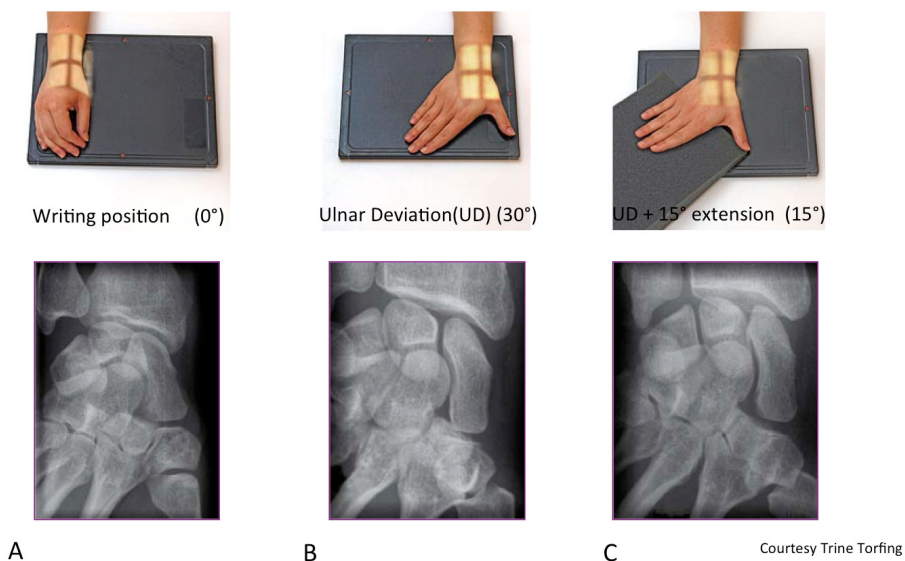 Writing position (0°)
Ulnar Deviation(UD) (30°)
UD + 15° extension (15°)
A
B
C
Courtesy Trine Torfing